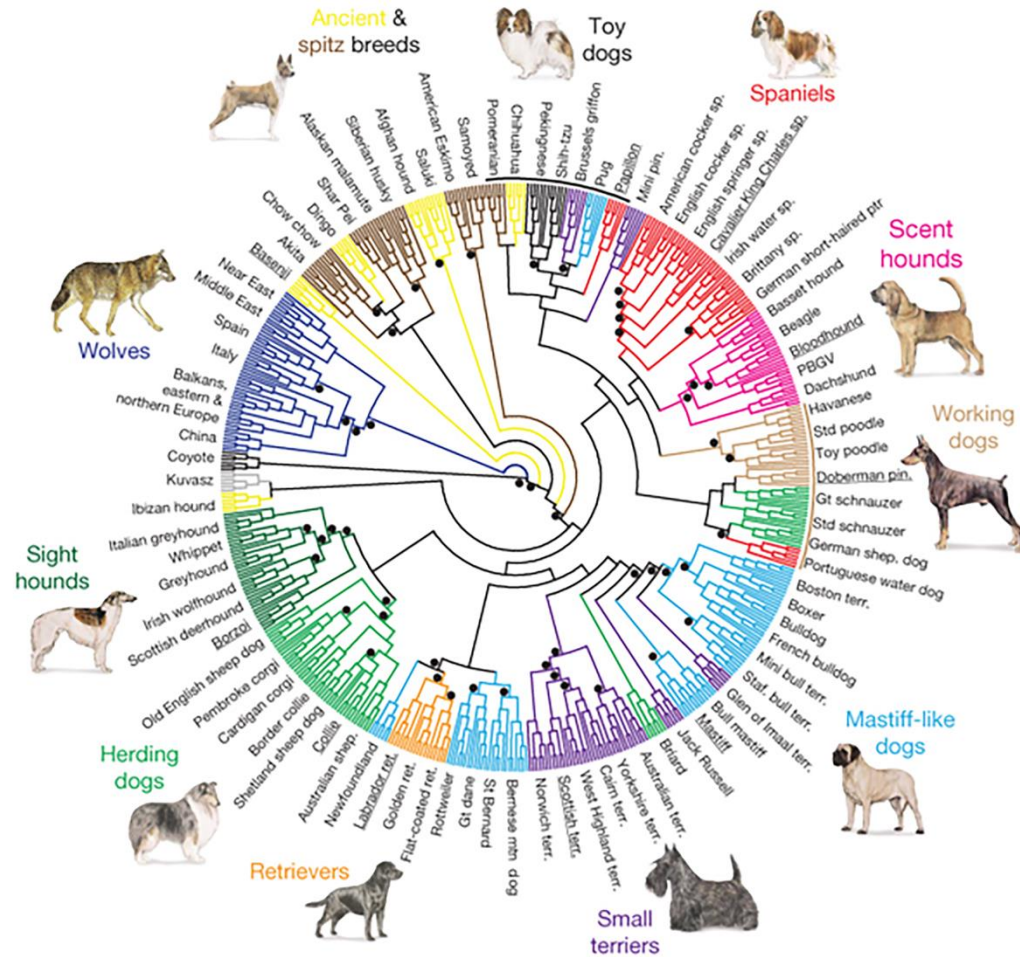 Ancient &
spitz breeds
Toy
dogs
Spaniels
Scent
hounds
Working
dogs
Mastiff-like
dogs
Small
terriers
Retrievers
Herding
dogs
Sight
hounds
Wolves
American Eskimo
Samoyed
Pomeranian
Chihuahua
Pekingnese
Shih-tzu
Brussels griffon
Pug
Papillon
Mini pin.
American cocker sp.
English cocker sp.
English springer sp.
Cavalier King Charles sp.
Irish water sp.
Brittany sp.
German short-haired ptr
Basset hound
Beagle
Bloodhound
PBGV
Dachshund
Havanese
Std poodle
Toy poodle
Doberman pin.
Gt schnauzer
Std schnauzer
German shep. dog
Portuguese water dog
Boston terr.
Boxer
Bulldog
French bulldog
Mini bull terr.
Staf. bull terr.
Glen of Imaal terr.
Bull mastiff
Mastiff
Jack Russell
Briard
Australian terr.
Yorkshire terr.
Cairn terr.
West Highland terr.
Scottish terr.
Norwich terr.
Bernese mtn dog
St Bernard
Gt dane
Rottweiler
Flat-coated ret.
Golden ret.
Labrador ret.
Newfoundland
Australian shep.
Collie
Shetland sheep dog
Border collie
Cardigan corgi
Pembroke corgi
Old English sheep dog
Borzoi
Scottish deerhound
Irish wolfhound
Greyhound
Whippet
Italian greyhound
Ibizan hound
Kuvasz
Coyote
China
Balkans,
eastern &
northern Europe
Italy
Spain
Middle East
Near East
Basenji
Akita
Chow chow
Dingo
Shar Pei
Alaskan malamute
Siberian husky
Afghan hound
Saluki